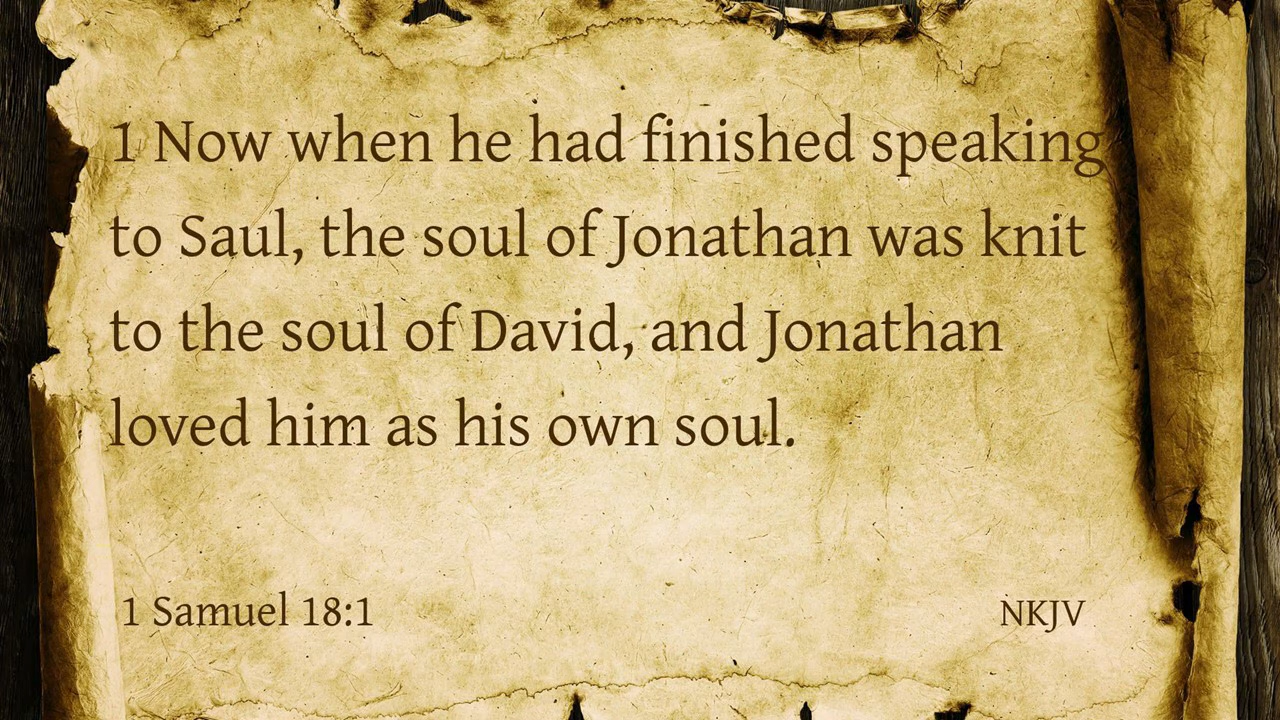 1 Now when he had finished speaking
to Saul, the soul of Jonathan was knit
to the soul of David, and Jonathan
loved him as his own soul.
1 Samuel 18:1 NKJV